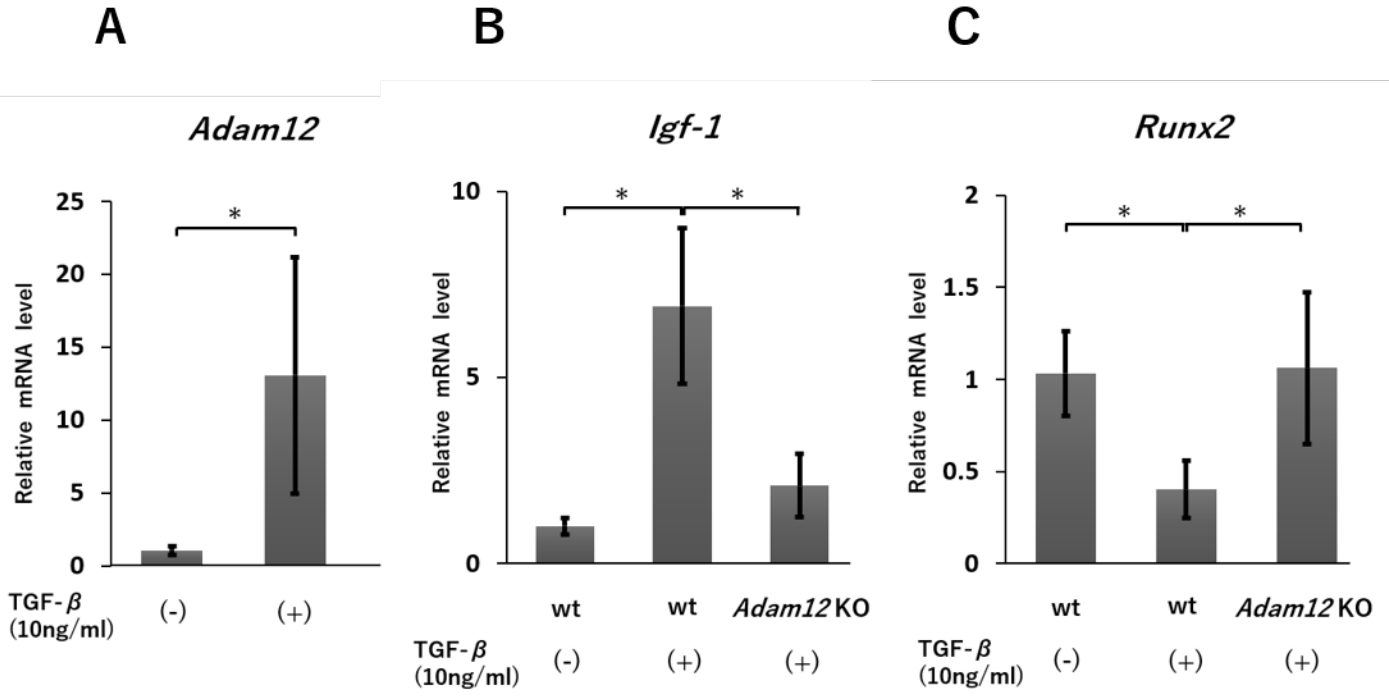 A
B
C
Adam12
Relative mRNA level
25
20
15
10
5
0
*
TGF-β
(10ng/ml)
(-)
(+)
Igf-1
Relative mRNA level
10
5
0
*
*
wt
wt
Adam12 KO
TGF-β
(10ng/ml)
(-)
(+)
(+)
Runx2
Relative mRNA level
2
1.5
1
0.5
0
*
*
wt
wt
Adam12 KO
TGF-β
(10ng/ml)
(-)
(+)
(+)